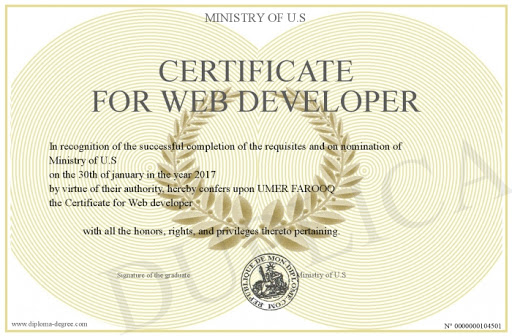 MINISTRY OF U.S
CERTIFICATE
FOR WEB DEVELOPER
In recognition of the successful completion of the requisites and on nomination of
Ministry of U.S
on the 30th of january in the year 2017
by virtue of their authority, hereby confers upon UMER FAROOQ
the Certificate for Web developer
with all the honors, rights, and privileges thereto pertaining.
Signature of the graduate
Ministry of U.S
REPUBLIQUE DE MON-DIPLOME.COM
DUPLICATA
www.diploma-degree.com
N° 0000000104501